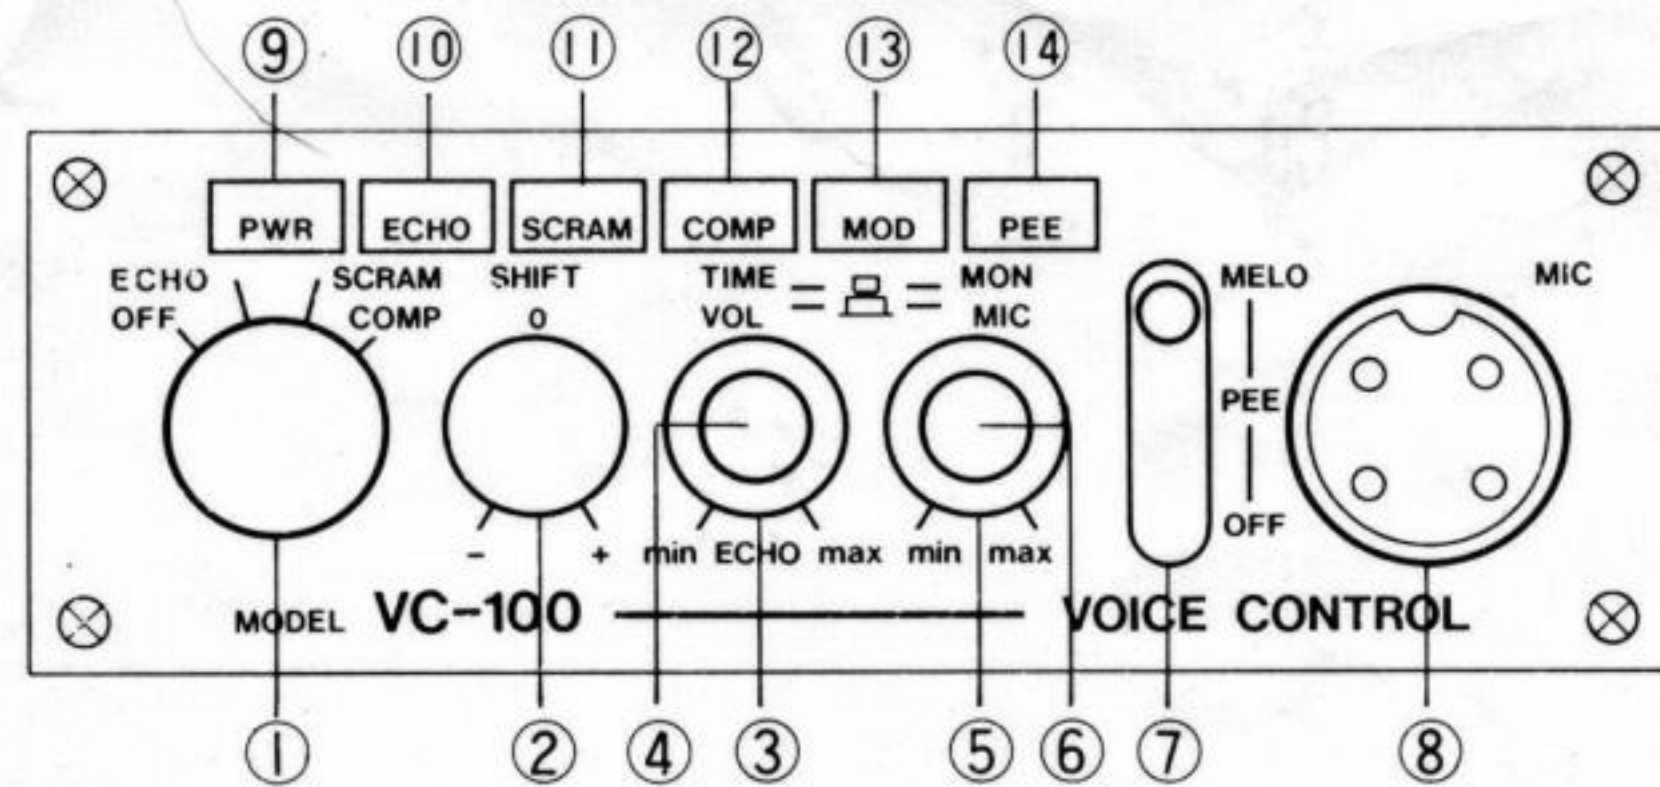 ⑨ ⑩ ⑪ ⑫ ⑬ ⑭
PWR ECHO SCRAM COMP MOD PEE
ECHO SCRAM SHIFT TIME MON MELO MIC
OFF COMP 0 VOL MIC
PEE
OFF
- + min ECHO max min max
MODEL VC-100 VOICE CONTROL
① ② ④ ③ ⑤ ⑥ ⑦ ⑧